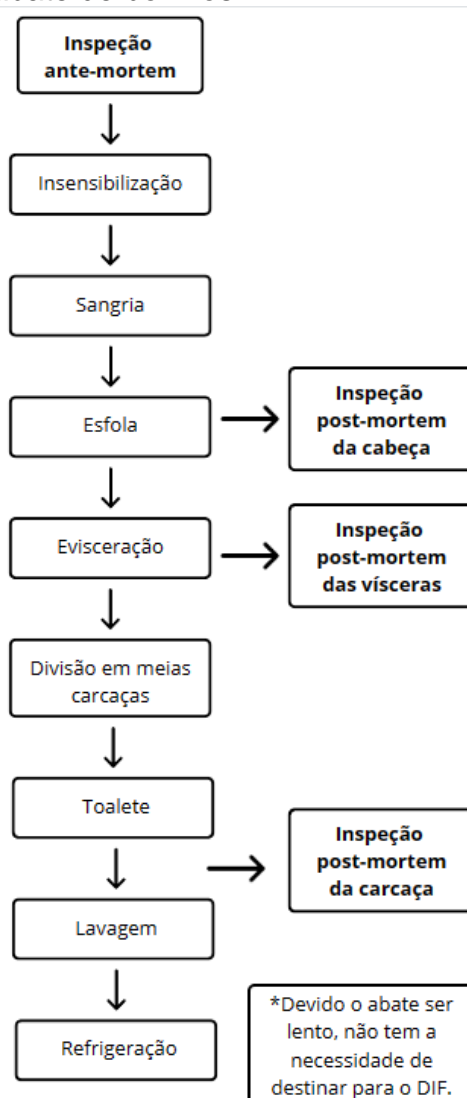 Inspeção
ante-mortem
Insensibilização
Sangria
Esfola
Inspeção
post-mortem
da cabeça
Evisceração
Inspeção
post-mortem
das vísceras
Divisão em meias
carcaças
Toalete
Inspeção
post-mortem
da carcaça
Lavagem
Refrigeração
*Devido o abate ser
lento, não tem a
necessidade de
destinar para o DIF.